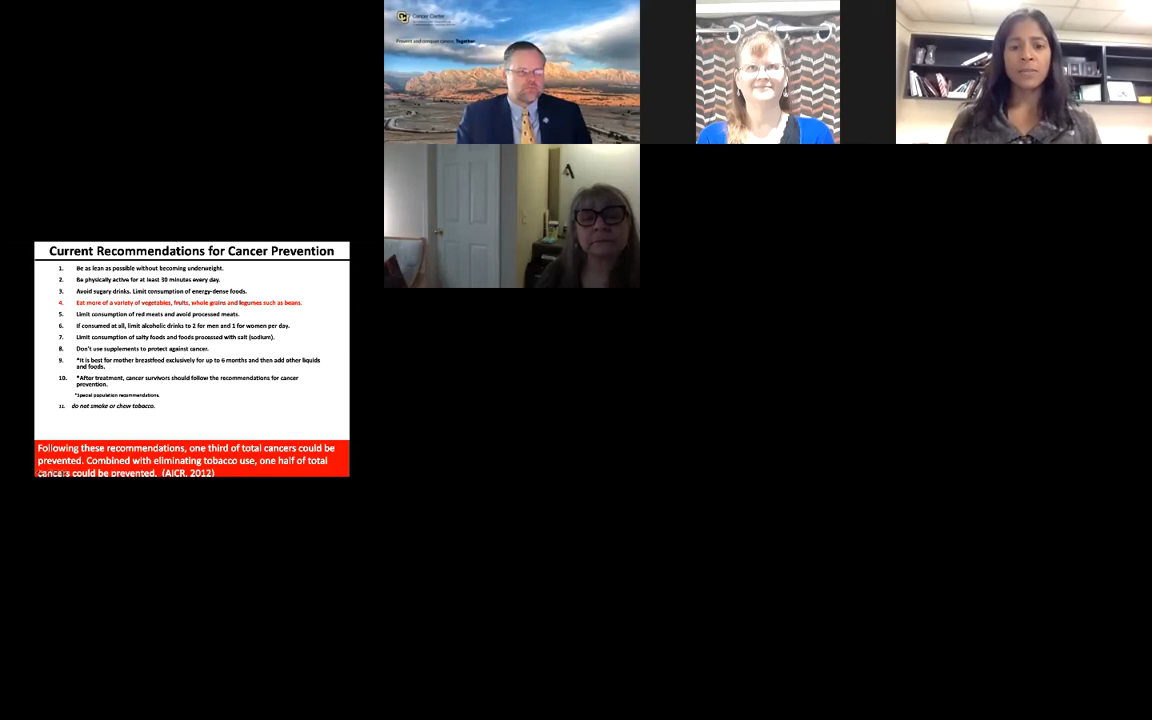 Cancer Center
Prevent and conquer cancer. Together.
Current Recommendations for Cancer Prevention
1. Be as lean as possible without becoming underweight.
2. Be physically active for at least 30 minutes every day.
3. Avoid sugary drinks. Limit consumption of energy-dense foods.
4. Eat more of a variety of vegetables, fruits, whole grains and legumes such as beans.
5. Limit consumption of red meats and avoid processed meats.
6. If consumed at all, limit alcoholic drinks to 2 for men and 1 for women per day.
7. Limit consumption of salty foods and foods processed with salt (sodium).
8. Don't use supplements to protect against cancer.
9. *It is best for mother breastfeed exclusively for up to 6 months and then add other liquids
and foods.
10. *After treatment, cancer survivors should follow the recommendations for cancer
prevention.
*Special population recommendations.
11. do not smoke or chew tobacco.
Following these recommendations, one third of total cancers could be
prevented. Combined with eliminating tobacco use, one half of total
cancers could be prevented. (AICR, 2012)